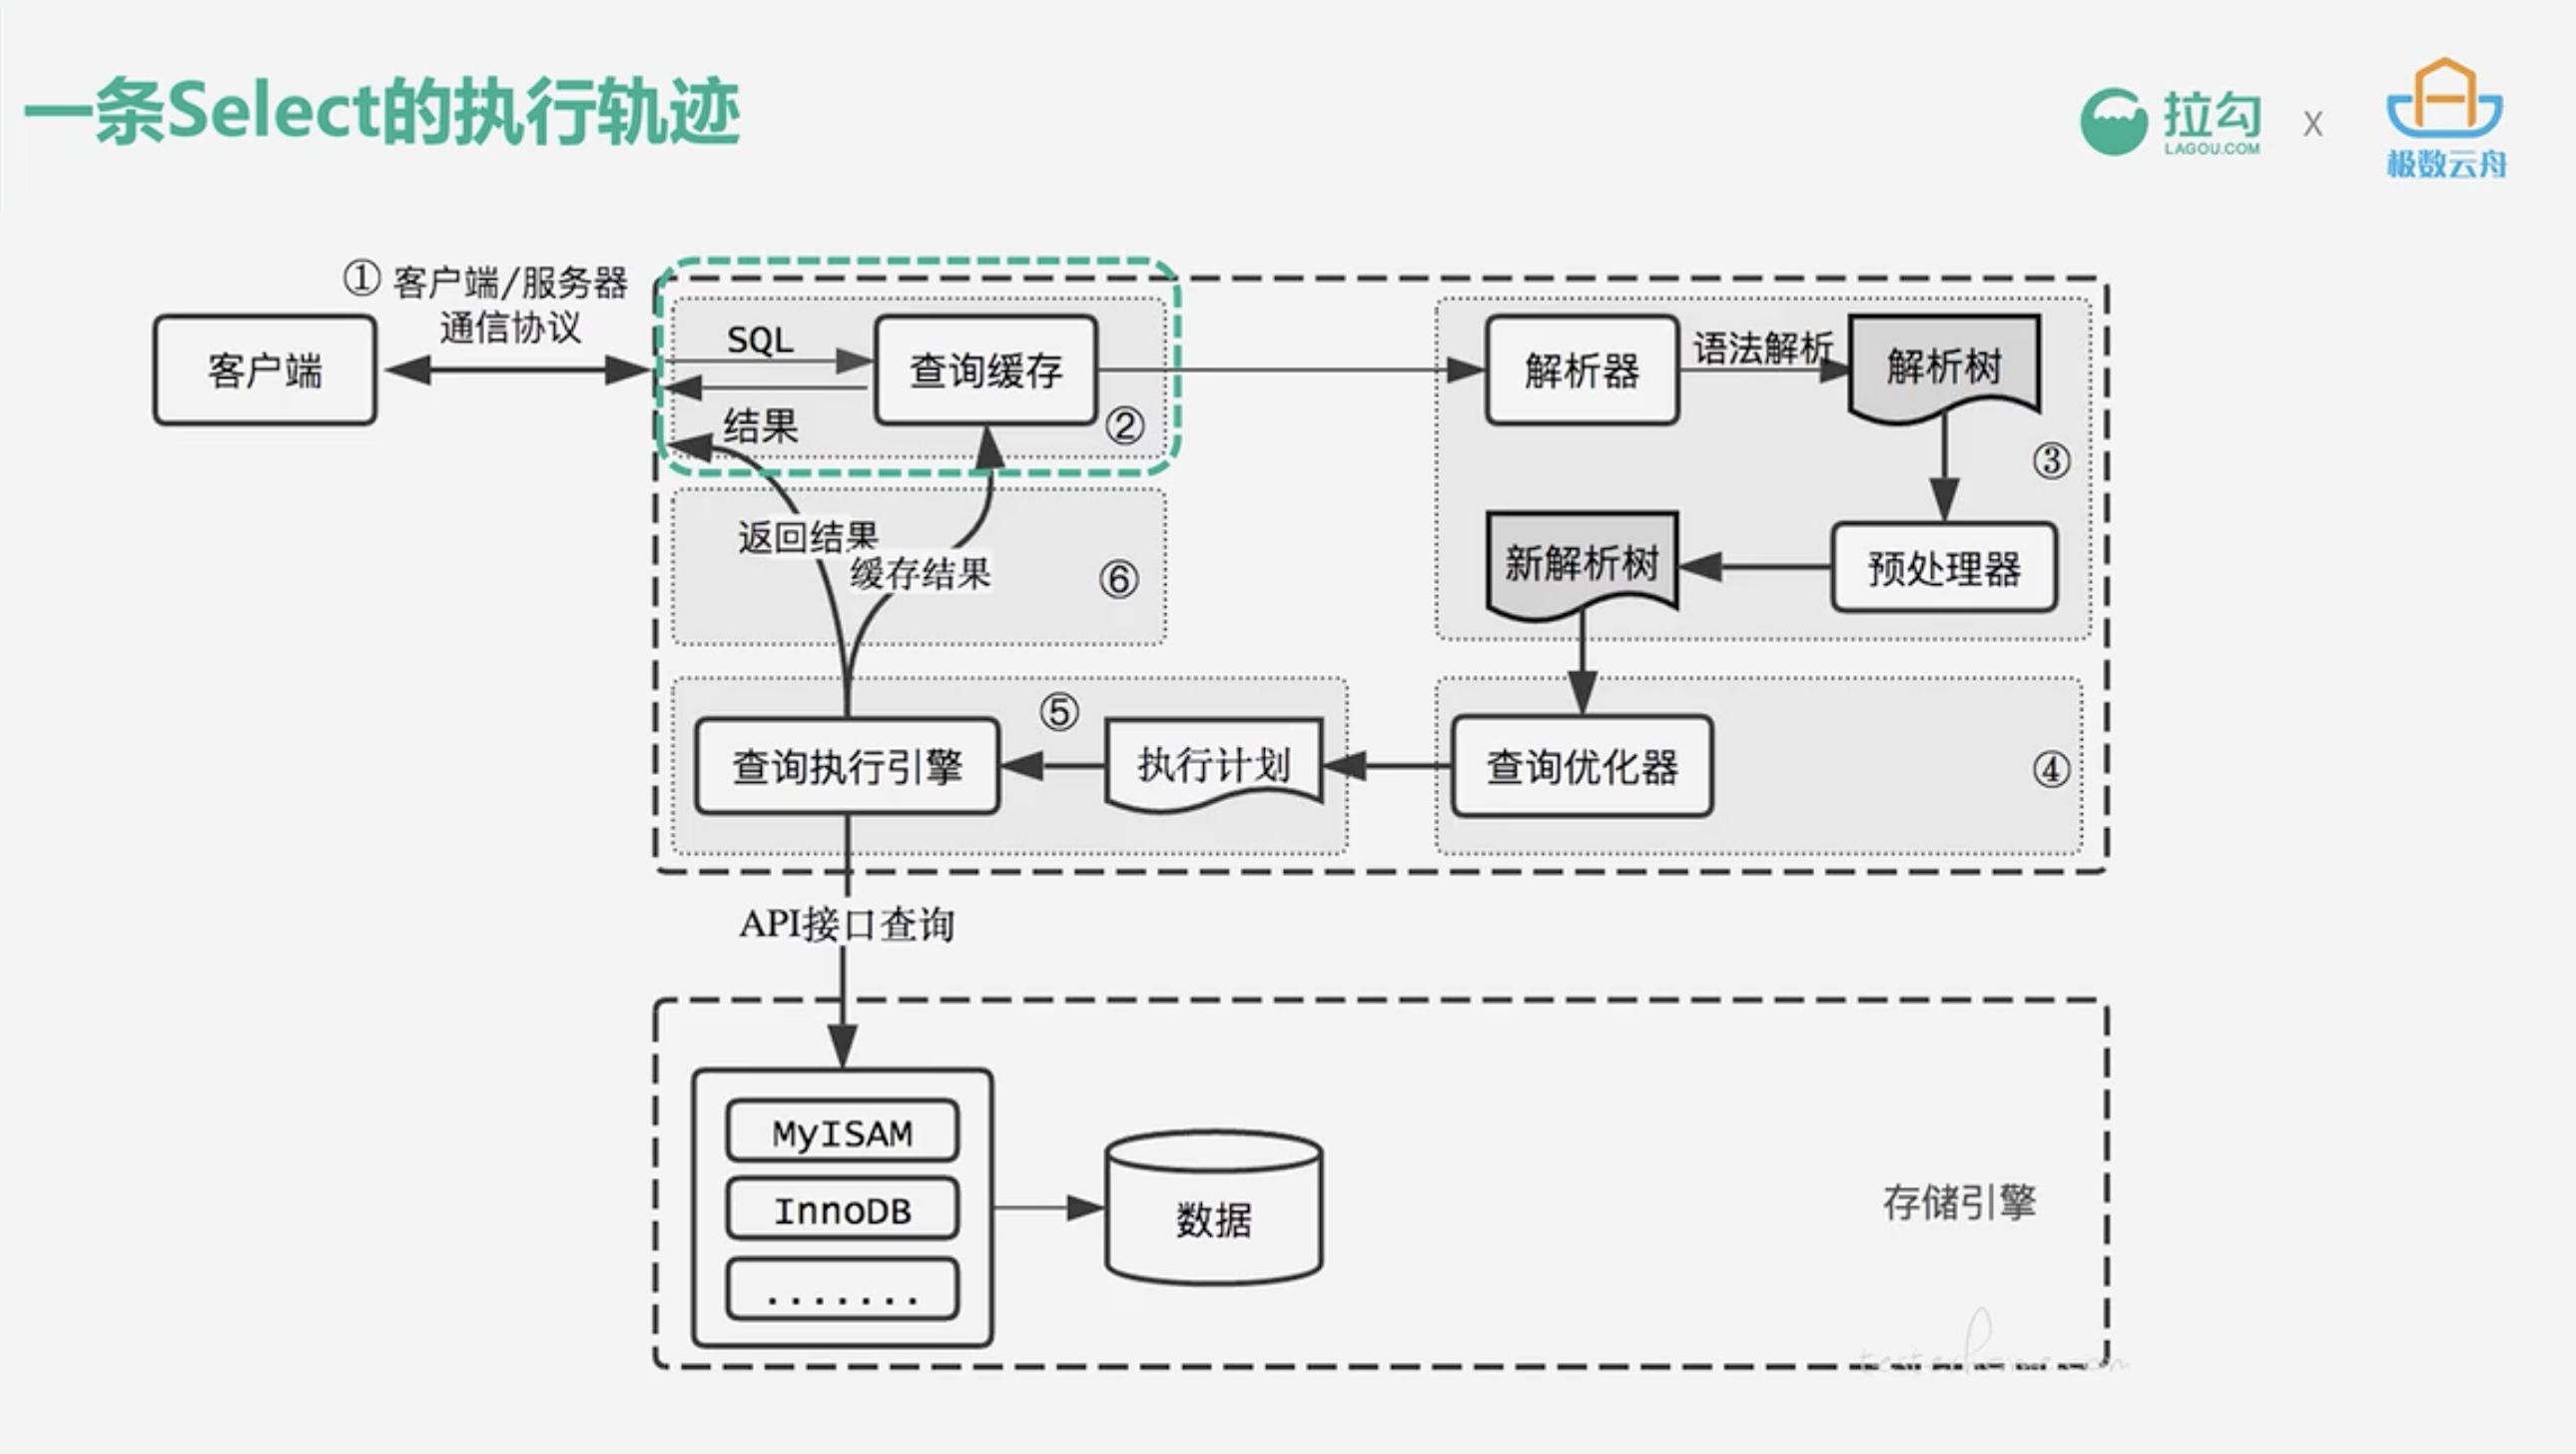 一条Select的执行轨迹
拉勾
LAGOU.COM
X
极数云舟
① 客户端/服务器
通信协议
客户端
SQL
查询缓存
结果
②
解析器
语法解析
解析树
③
返回结果
缓存结果
⑥
新解析树
预处理器
⑤
查询执行引擎
执行计划
查询优化器
④
API接口查询
MyISAM
InnoDB
.......
数据
存储引擎
testerhome.com